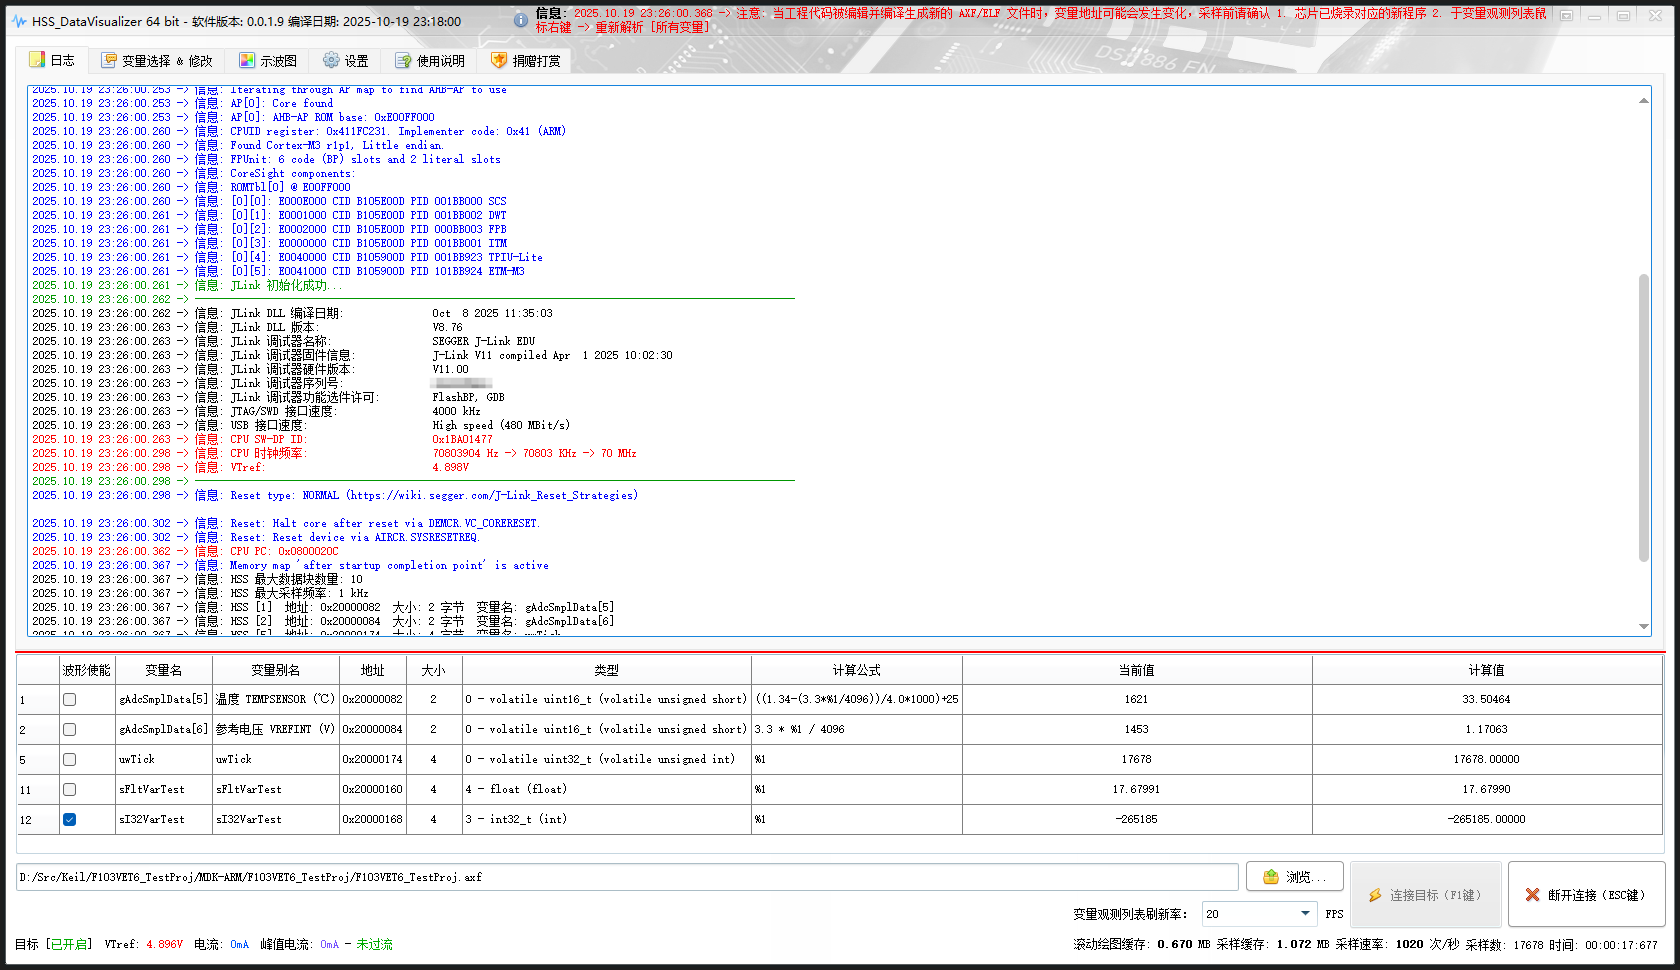 HSS_DataVisualizer 64 bit - 软件版本: 0.0.1.9 编译日期: 2025-10-19 23:18:00
信息: 2025.10.19 23:26:00.368 -> 注意: 当工程代码被编辑并编译生成新的 AXF/ELF 文件时, 变量地址可能会发生变化, 采样前请确认 1. 芯片已烧录对应的新程序 2. 于变量观测列表鼠
标右键 -> 重新解析 [所有变量]
日志 变量选择 & 修改 示波图 设置 使用说明 捐赠打赏
2025.10.19 23:26:00.253 -> 信息: Iterating through AP map to find AHB-AP to use
2025.10.19 23:26:00.253 -> 信息: AP[0]: Core found
2025.10.19 23:26:00.253 -> 信息: AP[0]: AHB-AP ROM base: 0xE00FF000
2025.10.19 23:26:00.260 -> 信息: CPUID register: 0x411FC231. Implementer code: 0x41 (ARM)
2025.10.19 23:26:00.260 -> 信息: Found Cortex-M3 r1p1, Little endian.
2025.10.19 23:26:00.260 -> 信息: FPUnit: 6 code (BP) slots and 2 literal slots
2025.10.19 23:26:00.260 -> 信息: CoreSight components:
2025.10.19 23:26:00.260 -> 信息: ROMTbl[0] @ E00FF000
2025.10.19 23:26:00.260 -> 信息: [0][0]: E000E000 CID B105E00D PID 001BB000 SCS
2025.10.19 23:26:00.261 -> 信息: [0][1]: E0001000 CID B105E00D PID 001BB002 DWT
2025.10.19 23:26:00.261 -> 信息: [0][2]: E0002000 CID B105E00D PID 000BB003 FPB
2025.10.19 23:26:00.261 -> 信息: [0][3]: E0000000 CID B105E00D PID 001BB001 ITM
2025.10.19 23:26:00.261 -> 信息: [0][4]: E0040000 CID B105900D PID 001BB923 TPIU-Lite
2025.10.19 23:26:00.261 -> 信息: [0][5]: E0041000 CID B105900D PID 101BB924 ETM-M3
2025.10.19 23:26:00.261 -> 信息: JLink 初始化成功...
2025.10.19 23:26:00.262 ->
2025.10.19 23:26:00.262 -> 信息: JLink DLL 编译日期: Oct  8 2025 11:35:03
2025.10.19 23:26:00.263 -> 信息: JLink DLL 版本: V8.76
2025.10.19 23:26:00.263 -> 信息: JLink 调试器名称: SEGGER J-Link EDU
2025.10.19 23:26:00.263 -> 信息: JLink 调试器固件信息: J-Link V11 compiled Apr  1 2025 10:02:30
2025.10.19 23:26:00.263 -> 信息: JLink 调试器硬件版本: V11.00
2025.10.19 23:26:00.263 -> 信息: JLink 调试器序列号:
2025.10.19 23:26:00.263 -> 信息: JLink 调试器功能选件许可: FlashBP, GDB
2025.10.19 23:26:00.263 -> 信息: JTAG/SWD 接口速度: 4000 kHz
2025.10.19 23:26:00.263 -> 信息: USB 接口速度: High speed (480 MBit/s)
2025.10.19 23:26:00.263 -> 信息: CPU SW-DP ID: 0x1BA01477
2025.10.19 23:26:00.298 -> 信息: CPU 时钟频率: 70803904 Hz -> 70803 KHz -> 70 MHz
2025.10.19 23:26:00.298 -> 信息: VTref: 4.898V
2025.10.19 23:26:00.298 ->
2025.10.19 23:26:00.298 -> 信息: Reset type: NORMAL (https://wiki.segger.com/J-Link_Reset_Strategies)
2025.10.19 23:26:00.302 -> 信息: Reset: Halt core after reset via DEMCR.VC_CORERESET.
2025.10.19 23:26:00.302 -> 信息: Reset: Reset device via AIRCR.SYSRESETREQ.
2025.10.19 23:26:00.362 -> 信息: CPU PC: 0x0800020C
2025.10.19 23:26:00.367 -> 信息: Memory map 'after startup completion point' is active
2025.10.19 23:26:00.367 -> 信息: HSS 最大数据块数量: 10
2025.10.19 23:26:00.367 -> 信息: HSS 最大采样频率: 1 kHz
2025.10.19 23:26:00.367 -> 信息: HSS [1] 地址: 0x20000082 大小: 2 字节 变量名: gAdcSmplData[5]
2025.10.19 23:26:00.367 -> 信息: HSS [2] 地址: 0x20000084 大小: 2 字节 变量名: gAdcSmplData[6]
2025.10.19 23:26:00.367 -> 信息: HSS [5] 地址: 0x20000174 大小: 4 字节 变量名: uwTick
波形使能 变量名 变量别名 地址 大小 类型 计算公式 当前值 计算值
1 gAdcSmplData[5] 温度 TEMPSENSOR (℃) 0x20000082 2 0 - volatile uint16_t (volatile unsigned short) ((1.34-(3.3*%1/4096))/4.0*1000)+25 1621 33.50464
2 gAdcSmplData[6] 参考电压 VREFINT (V) 0x20000084 2 0 - volatile uint16_t (volatile unsigned short) 3.3 * %1 / 4096 1453 1.17063
5 uwTick uwTick 0x20000174 4 0 - volatile uint32_t (volatile unsigned int) %1 17678 17678.00000
11 sFltVarTest sFltVarTest 0x20000160 4 4 - float (float) %1 17.67991 17.67990
12 sI32VarTest sI32VarTest 0x20000168 4 3 - int32_t (int) %1 -265185 -265185.00000
D:/Src/Keil/F103VET6_TestProj/MDK-ARM/F103VET6_TestProj/F103VET6_TestProj.axf 浏览... 连接目标 (F1键) 断开连接 (ESC键)
变量观测列表刷新率: 20 FPS
目标 [已开启] VTref: 4.896V 电流: 0mA 峰值电流: 0mA - 未过流 滚动绘图缓存: 0.670 MB 采样缓存: 1.072 MB 采样速率: 1020 次/秒 采样数: 17678 时间: 00:00:17:677